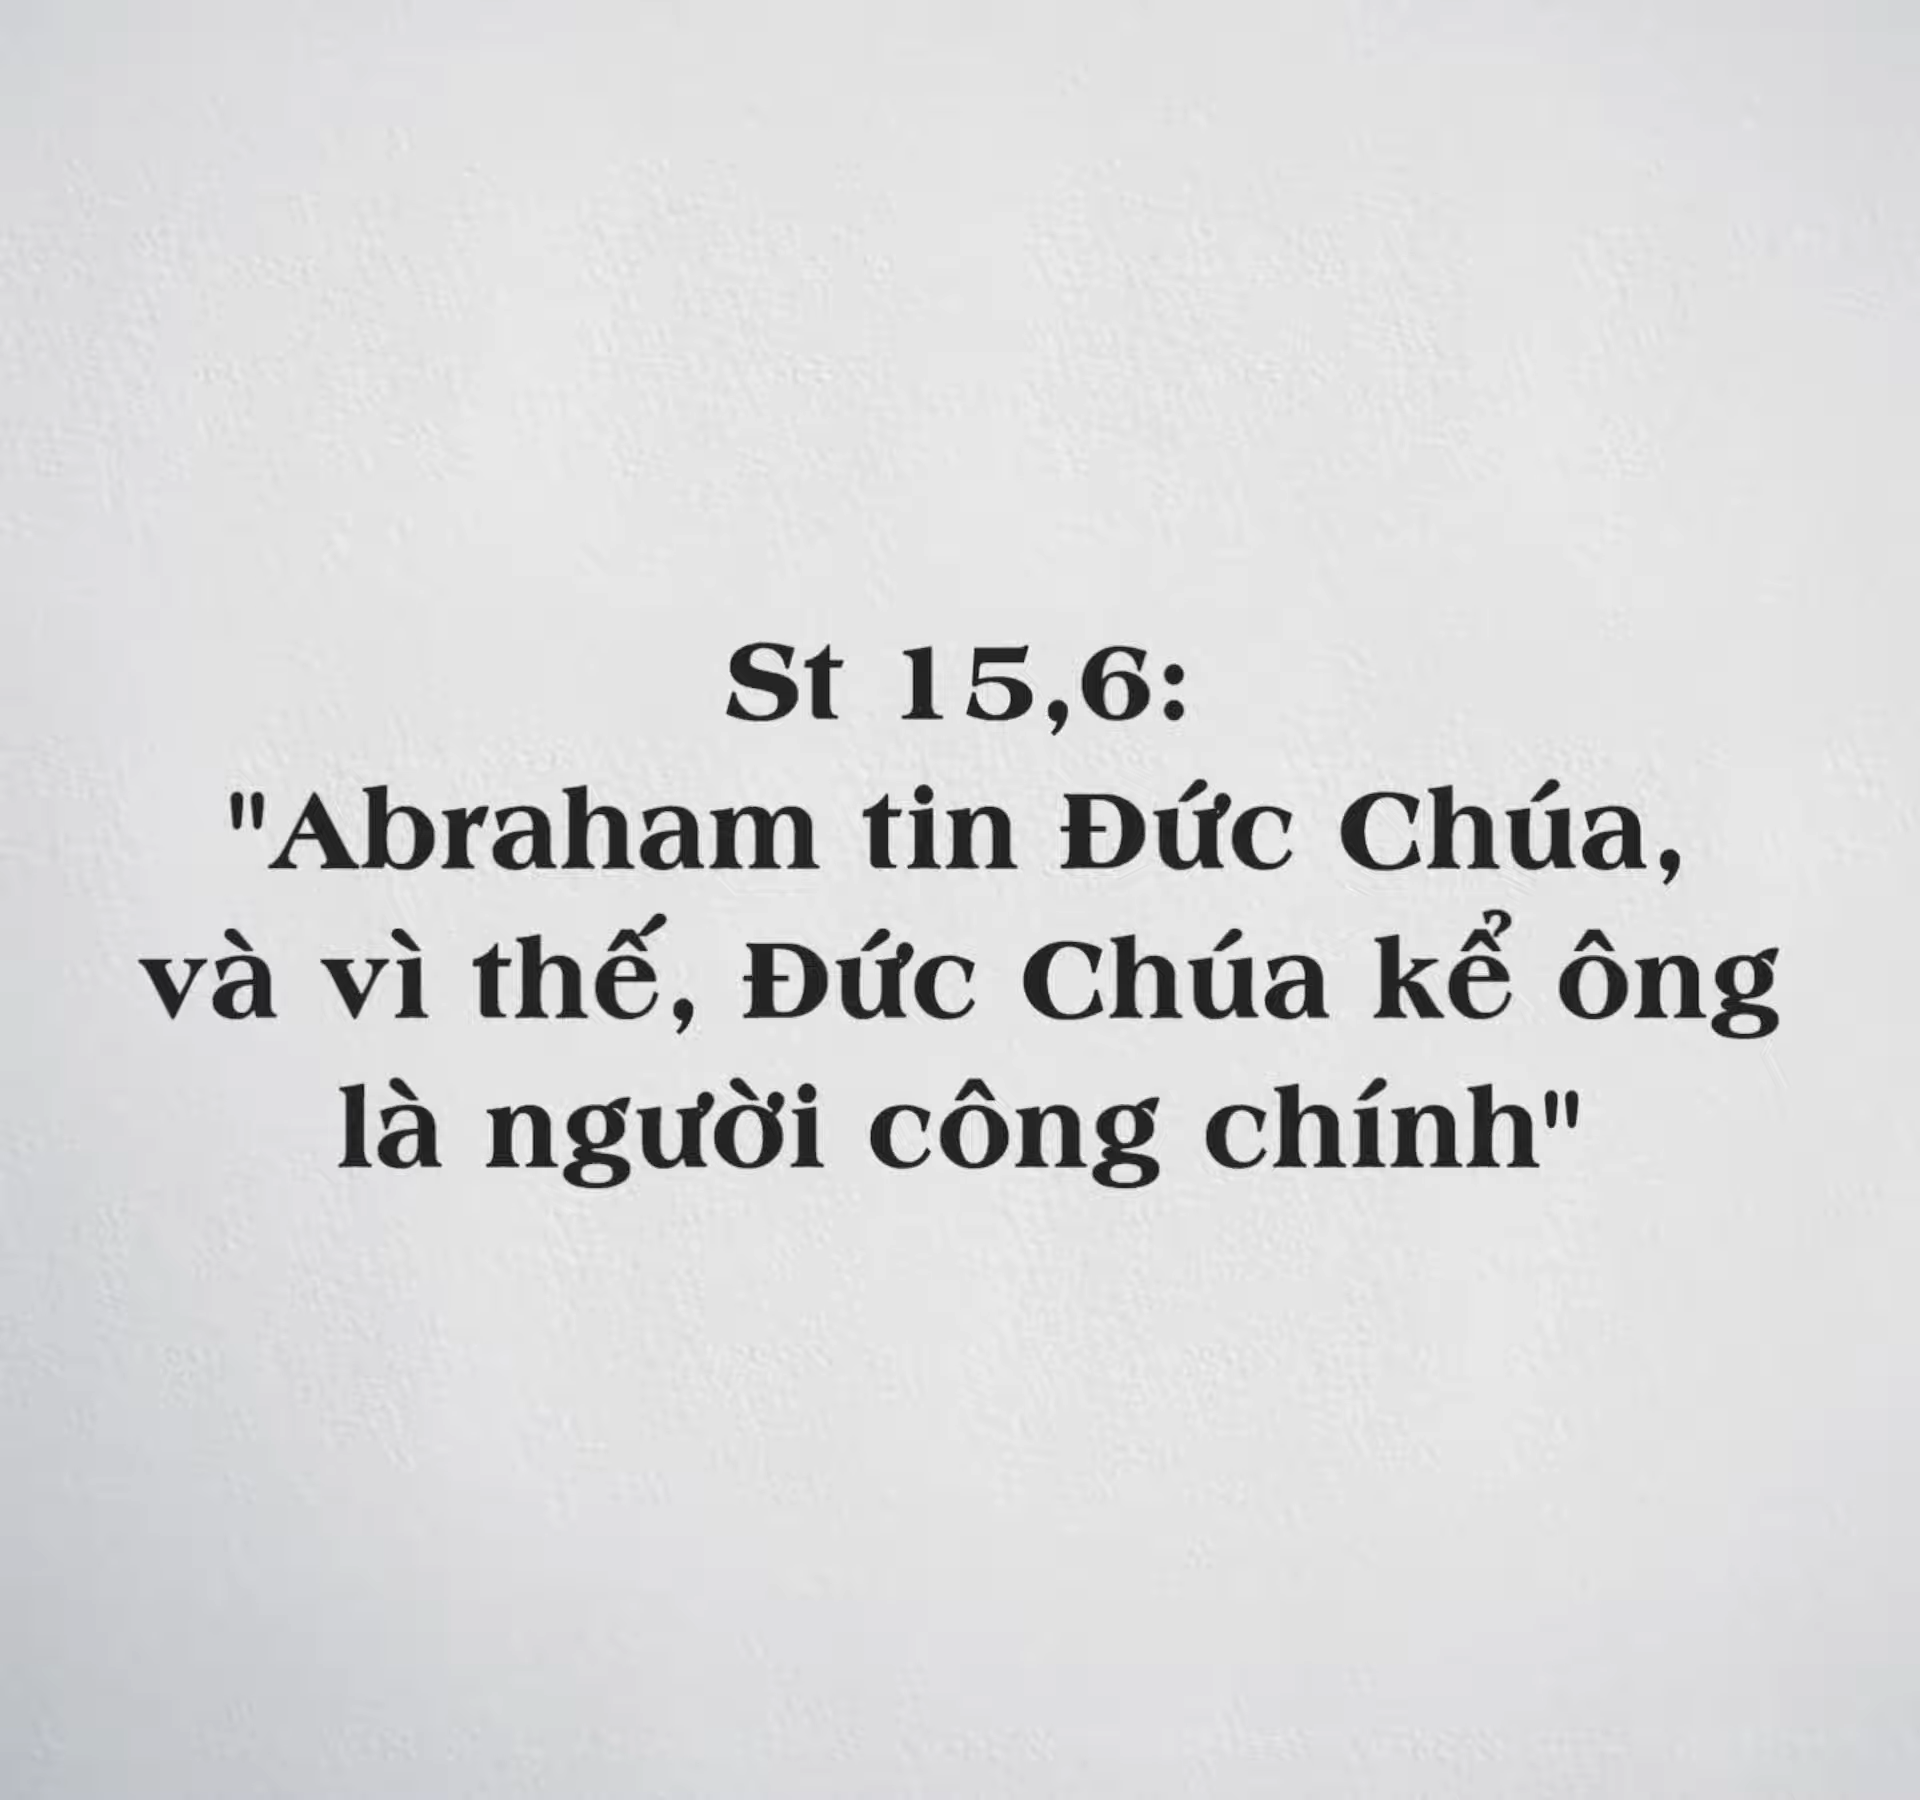 St 15,6:
"Abraham tin Đức Chúa,
và vì thế, Đức Chúa kể ông
là người công chính"